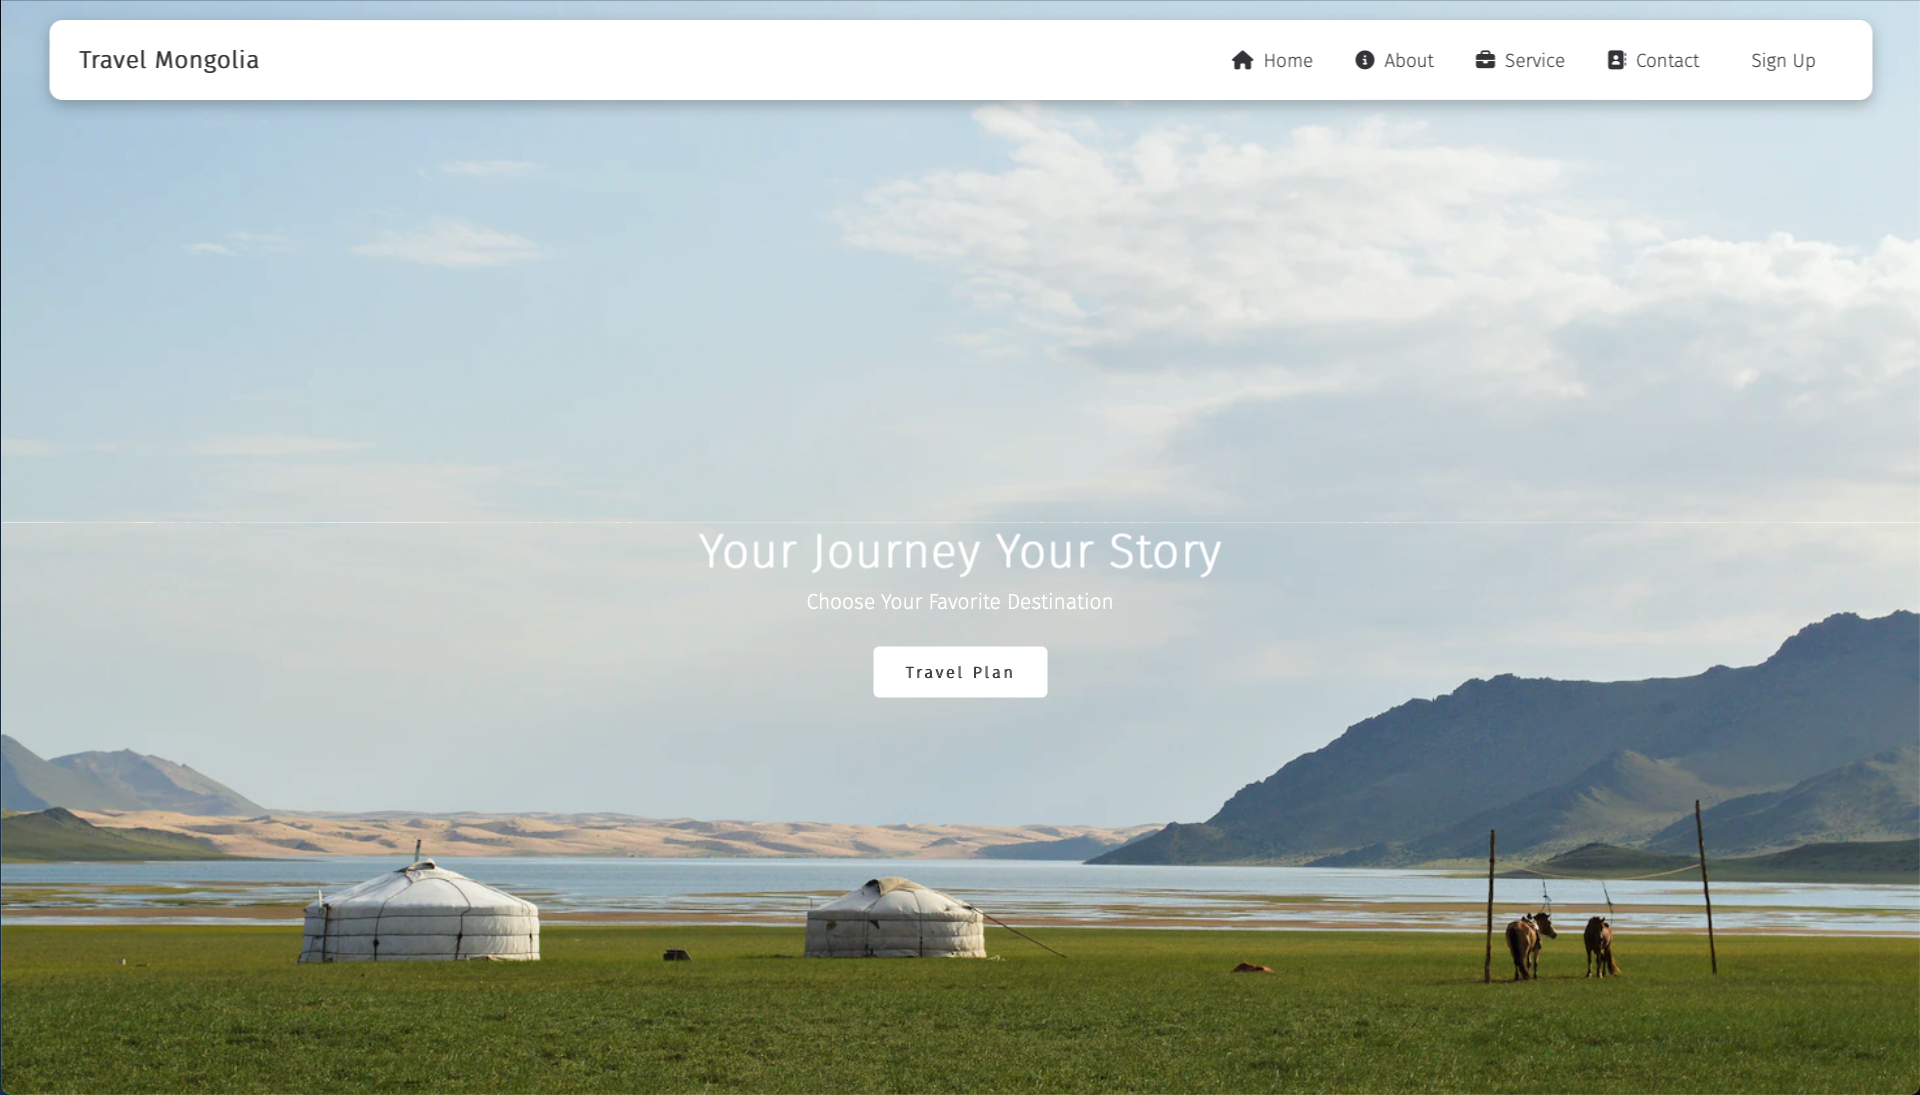 Travel Mongolia
Home About Service Contact Sign Up
Your Journey Your Story
Choose Your Favorite Destination
Travel Plan